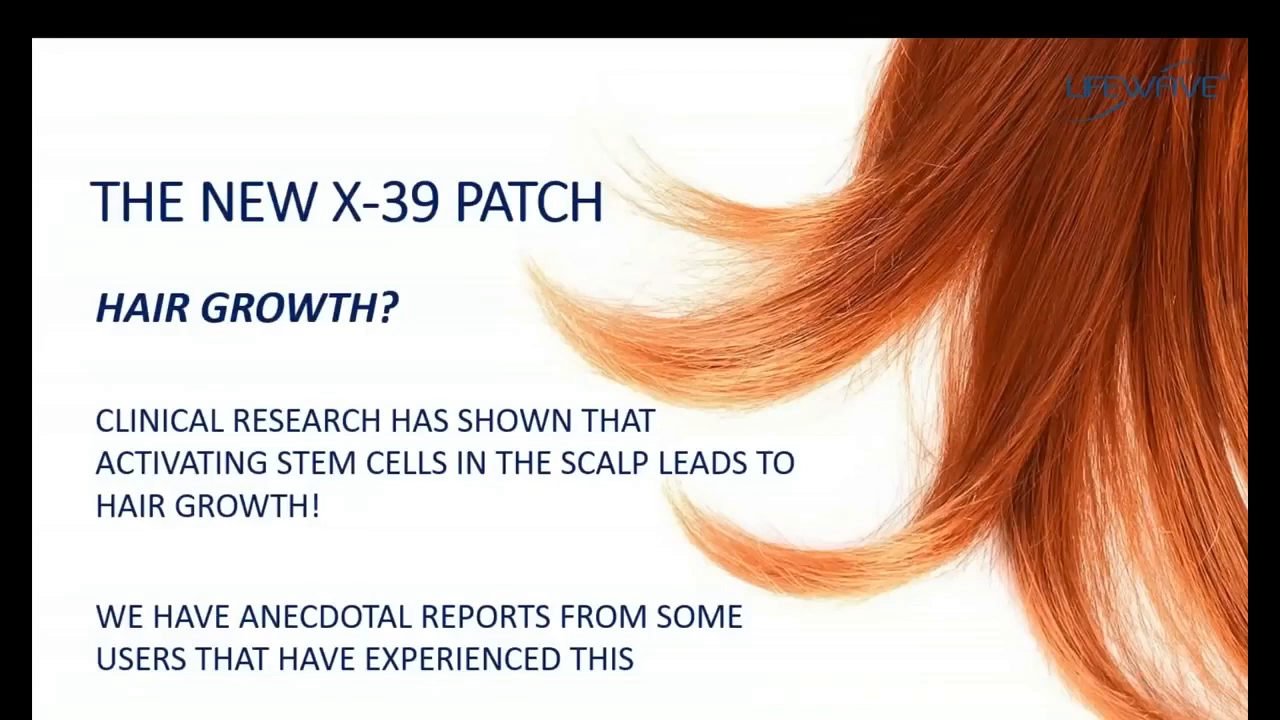 LIFEWAVE
THE NEW X-39 PATCH
HAIR GROWTH?
CLINICAL RESEARCH HAS SHOWN THAT
ACTIVATING STEM CELLS IN THE SCALP LEADS TO
HAIR GROWTH!
WE HAVE ANECDOTAL REPORTS FROM SOME
USERS THAT HAVE EXPERIENCED THIS